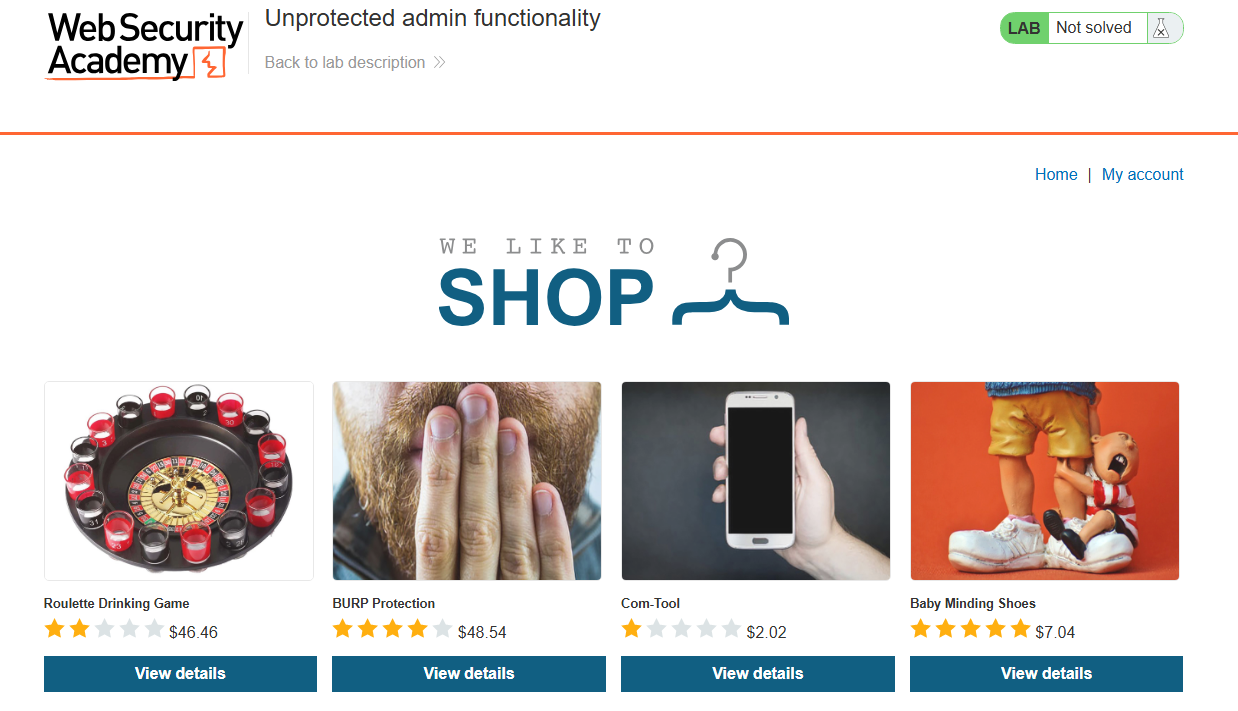 Web Security
Academy
Unprotected admin functionality
Back to lab description
LAB Not solved
Home | My account
WE LIKE TO
SHOP
Roulette Drinking Game
BURP Protection
Com-Tool
Baby Minding Shoes
$46.46
$48.54
$2.02
$7.04
View details
View details
View details
View details